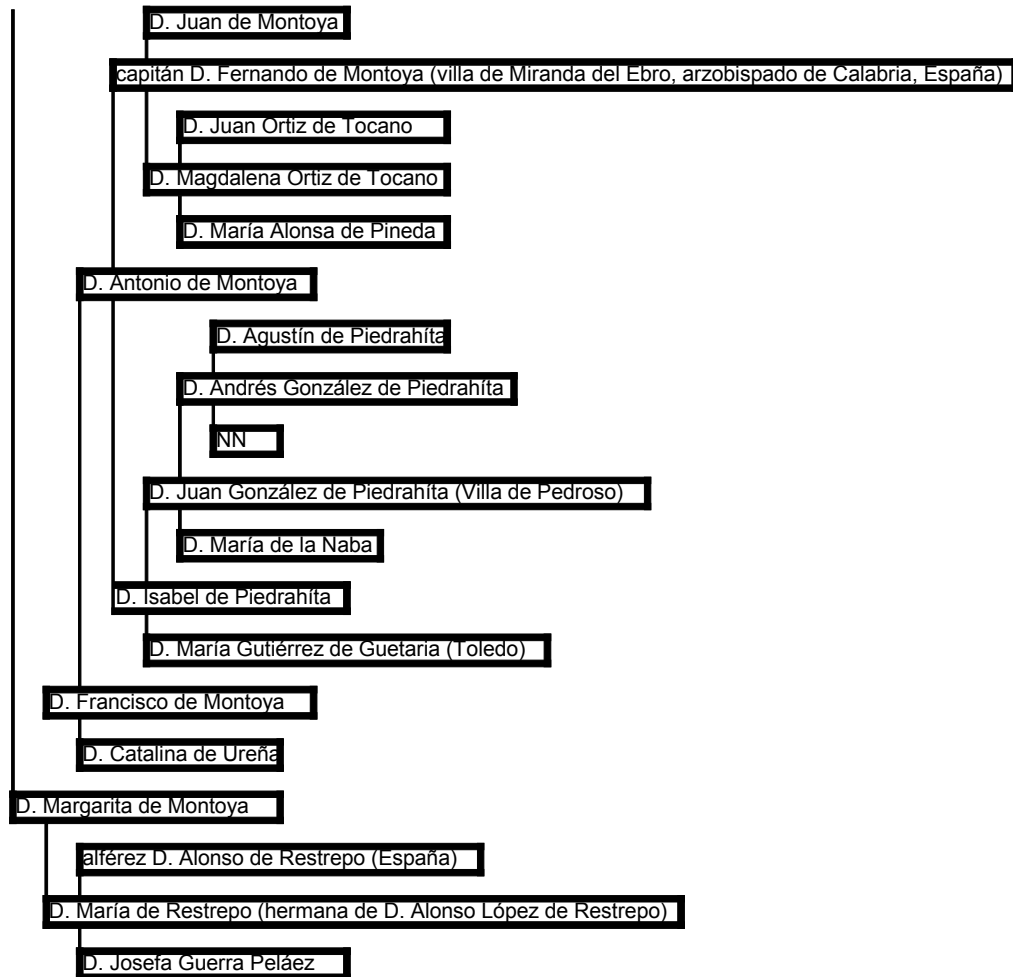 D. Juan de Montoya
capitán D. Fernando de Montoya (villa de Miranda del Ebro, arzobispado de Calabria, España)
D. Juan Ortiz de Tocano
D. Magdalena Ortiz de Tocano
D. María Alonsa de Pineda
D. Antonio de Montoya
D. Agustín de Piedrahíta
D. Andrés González de Piedrahíta
NN
D. Juan González de Piedrahíta (Villa de Pedroso)
D. María de la Naba
D. Isabel de Piedrahíta
D. María Gutiérrez de Guetaria (Toledo)
D. Francisco de Montoya
D. Catalina de Ureña
D. Margarita de Montoya
alférez D. Alonso de Restrepo (España)
D. María de Restrepo (hermana de D. Alonso López de Restrepo)
D. Josefa Guerra Peláez